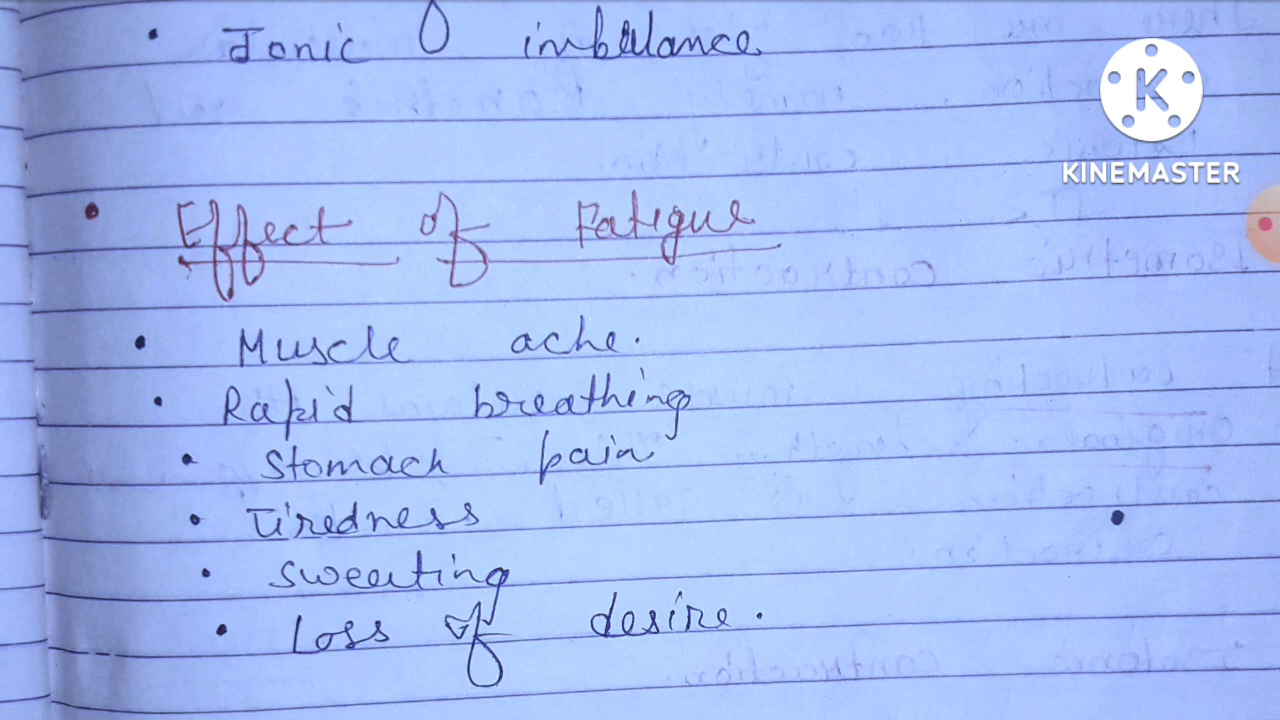 • Ionic imbalance
K
KINEMASTER
• Effect of Fatigue
• Muscle ache.
• Rapid breathing
• Stomach pain
• Tiredness
• Sweating
• Loss of desire.